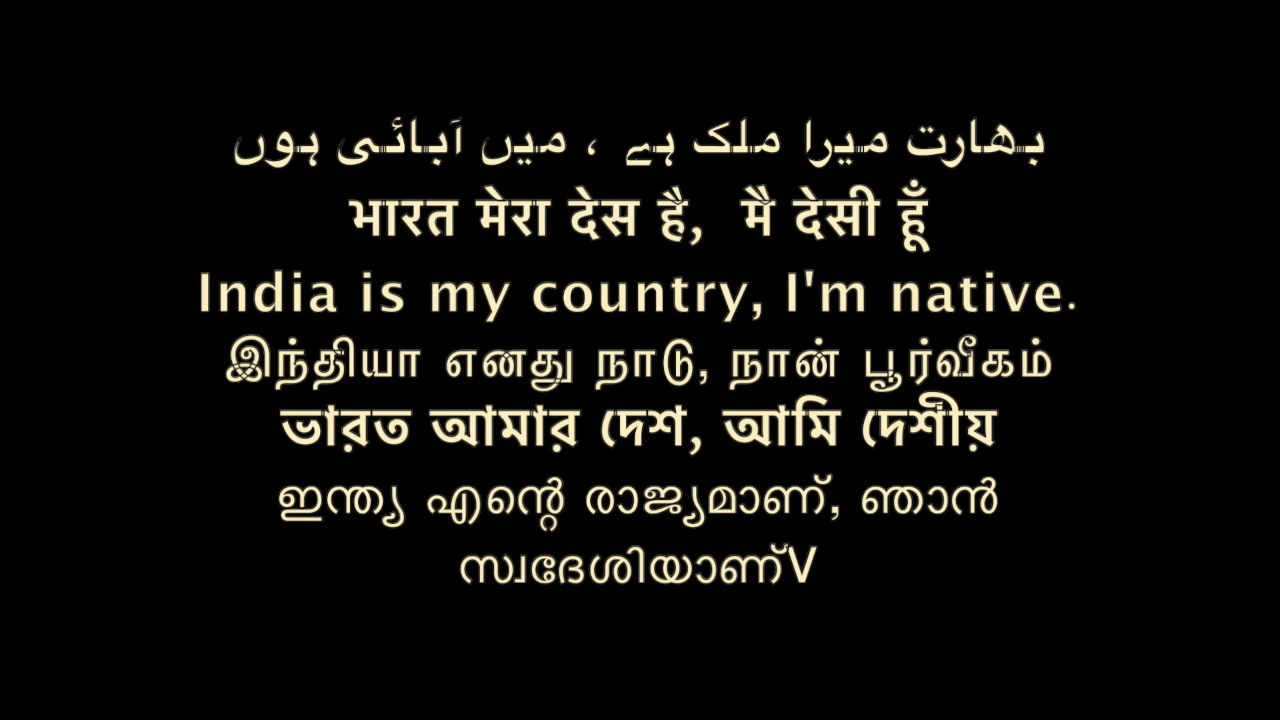 بھارت میرا ملک ہے ، میں آبائی ہوں
भारत मेरा देस है, मै देसी हूँ
India is my country, I'm native.
இந்தியா எனது நாடு, நான் பூர்வீகம்
ভারত আমার দেশ, আমি দেশীয়
ഇന്ത്യ എന്റെ രാജ്യമാണ്, ഞാൻ
സ്വദേശിയാണ്V